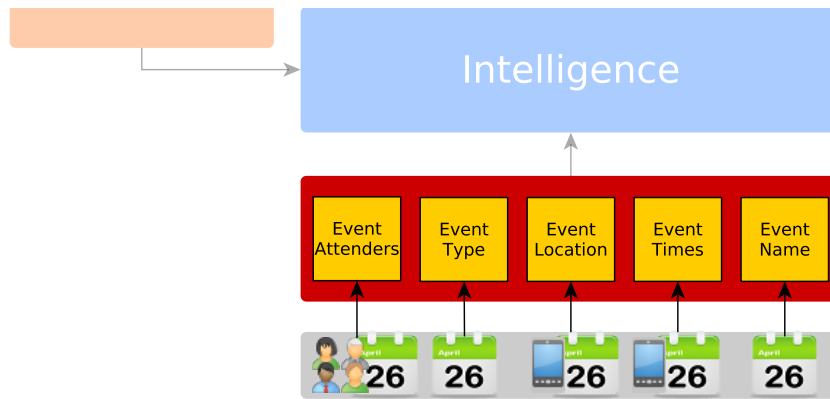 Intelligence
Event
Attenders
Event
Type
Event
Location
Event
Times
Event
Name
April
26
April
26
April
26
April
26
April
26